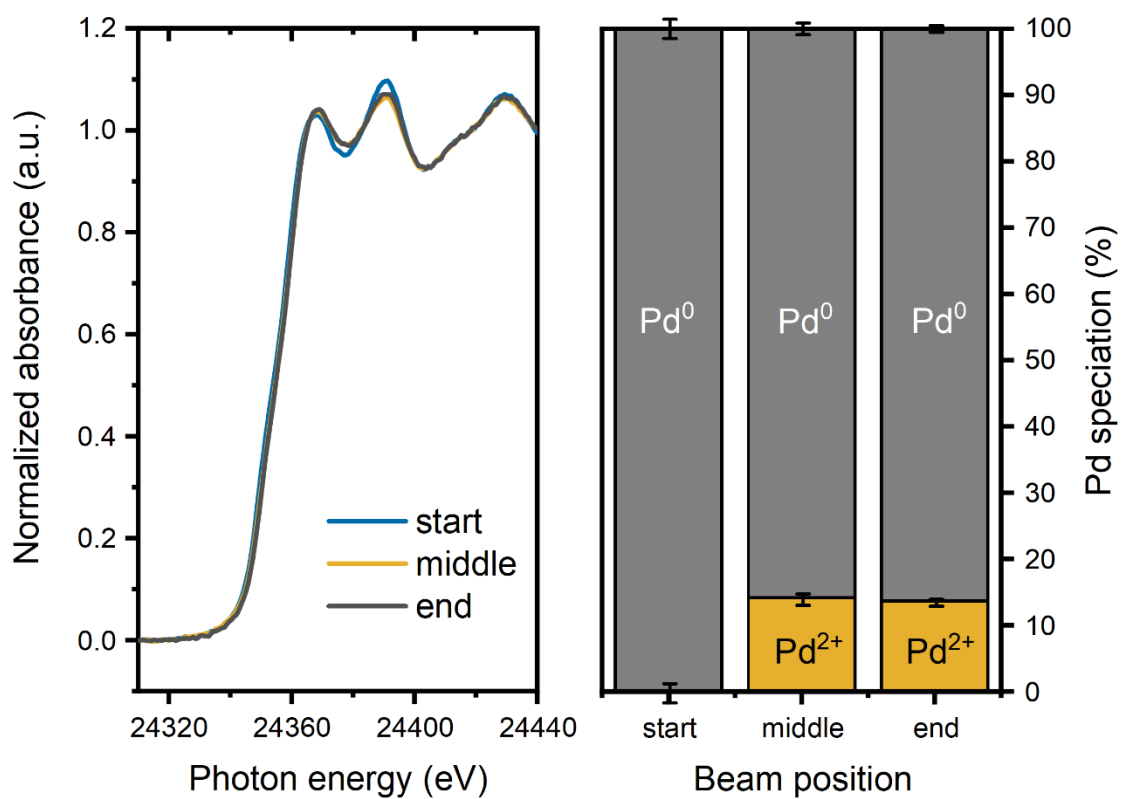 Normalized absorbance (a.u.)
1.2
1.0
0.8
0.6
0.4
0.2
0.0
start
middle
end
24320
24360
24400
24440
Photon energy (eV)
Pd⁰
Pd⁰
Pd⁰
Pd²⁺
Pd²⁺
100
90
80
70
60
50
40
30
20
10
0
Pd speciation (%)
start
middle
end
Beam position